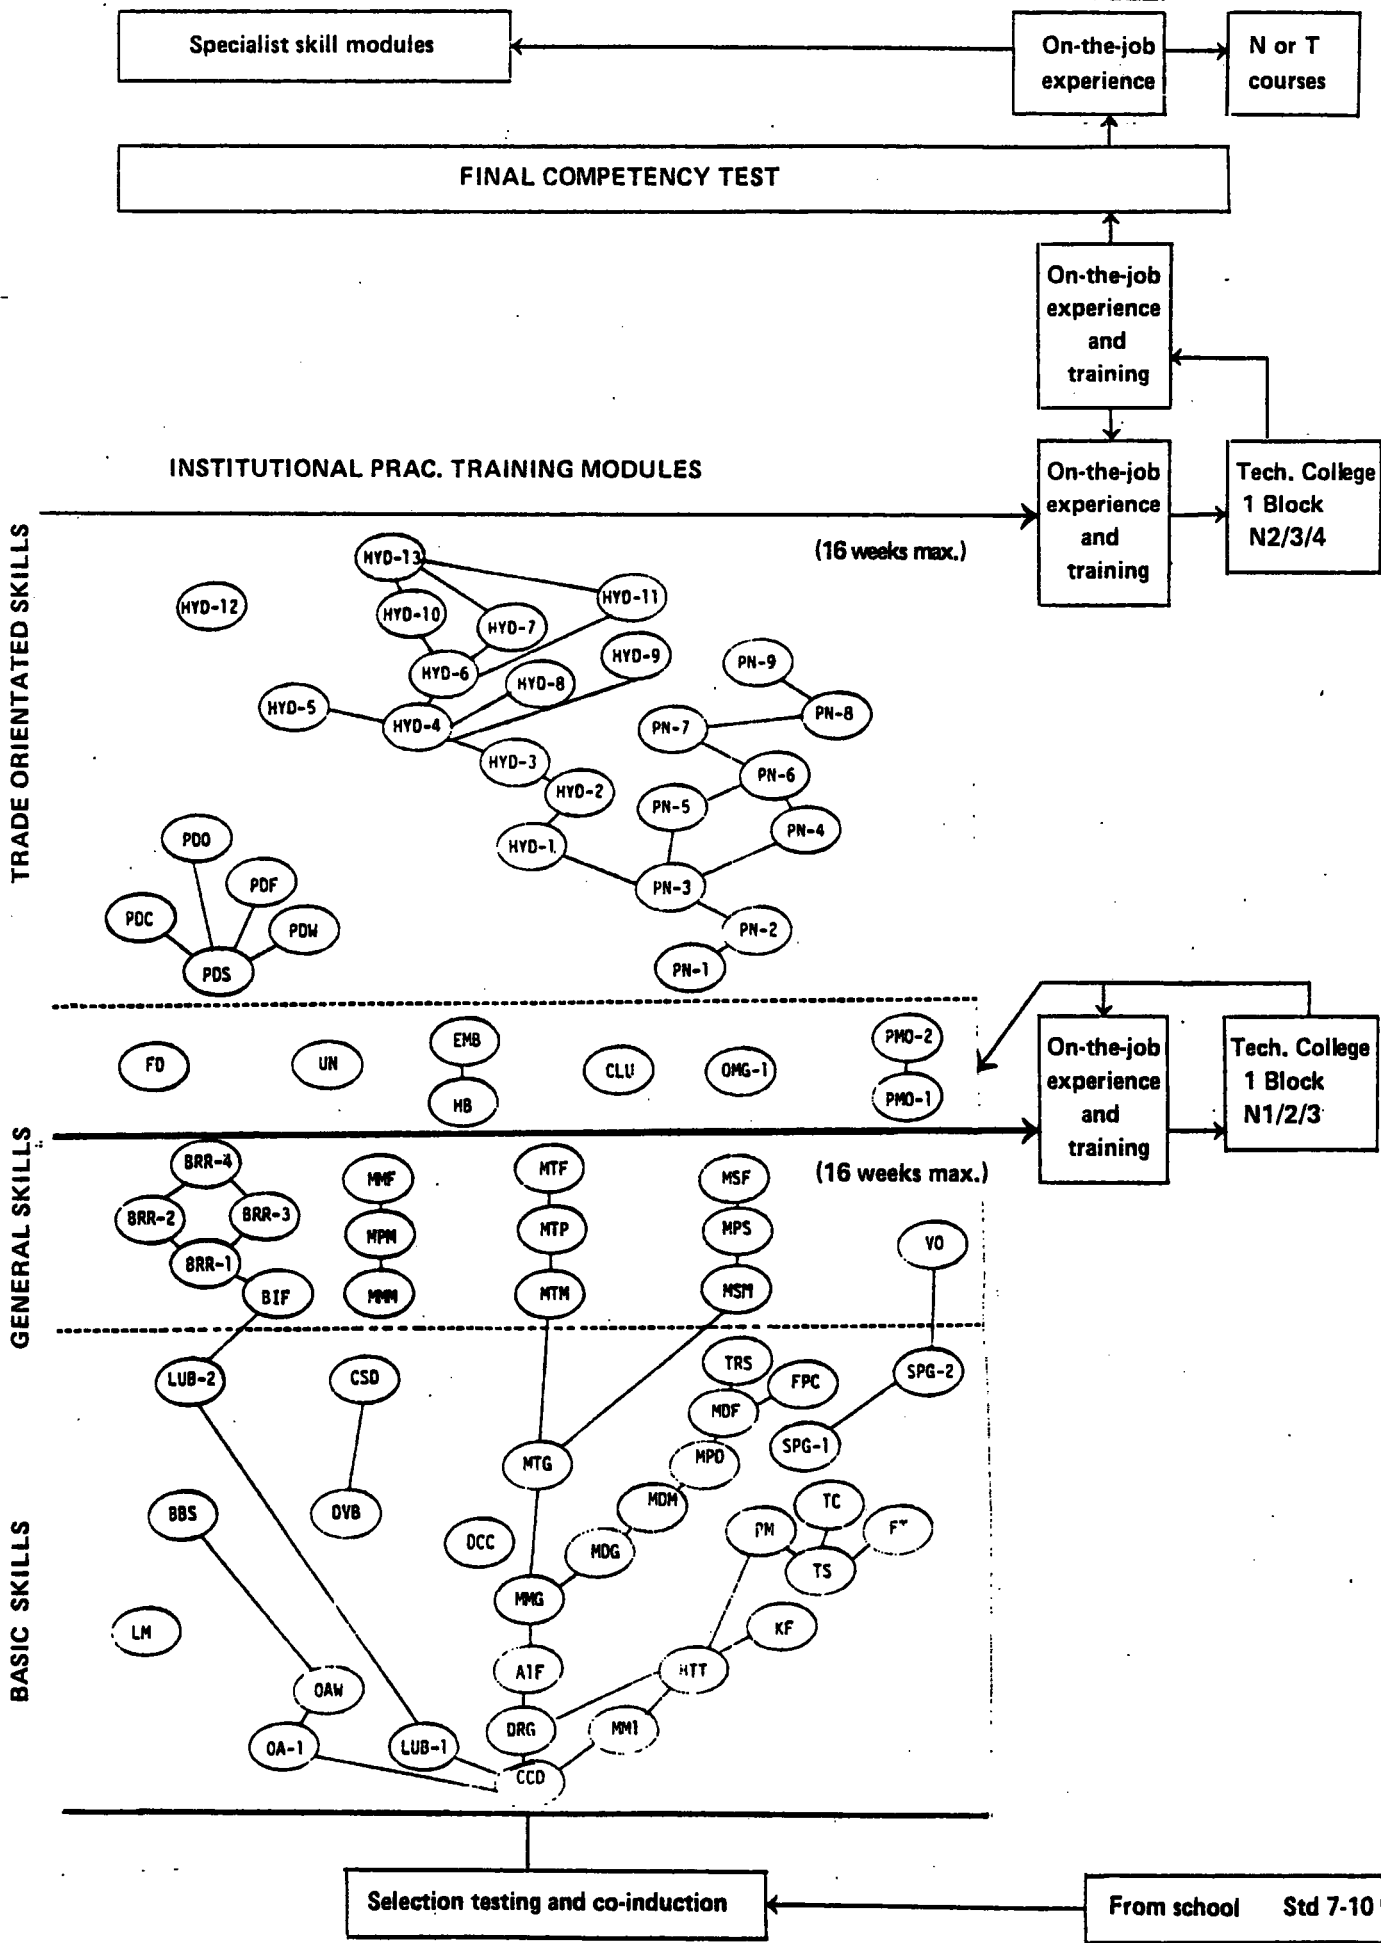 Specialist skill modules
On-the-job
experience
N or T
courses
FINAL COMPETENCY TEST
On-the-job
experience
and
training
INSTITUTIONAL PRAC. TRAINING MODULES
On-the-job
experience
and
training
Tech. College
1 Block
N2/3/4
(16 weeks max.)
TRADE ORIENTATED SKILLS
HYD-13
HYD-12
HYD-10
HYD-11
HYD-7
HYD-9
HYD-6
HYD-8
PN-9
HYD-5
HYD-4
PN-7
PN-8
HYD-3
PN-6
HYD-2
PN-5
PN-4
PDO
HYD-1
PDF
PN-3
PDC
PDW
PN-2
PDS
PN-1
FD
UN
EMB
HB
CLU
OMG-1
PMO-2
PMO-1
On-the-job
experience
and
training
Tech. College
1 Block
N1/2/3
GENERAL SKILLS
(16 weeks max.)
BRR-4
MMF
MTF
MSF
BRR-2
BRR-3
MPM
MTP
MPS
VO
BRR-1
BIF
MMM
MTM
MSM
BASIC SKILLS
LUB-2
CSD
TRS
FPC
SPG-2
MDF
SPG-1
MTG
MPD
BBS
DVB
MDM
TC
DCC
MDG
PM
TS
MMG
LM
KF
AIF
HTT
OAW
DRG
MM1
OA-1
LUB-1
CCD
Selection testing and co-induction
From school Std 7-10